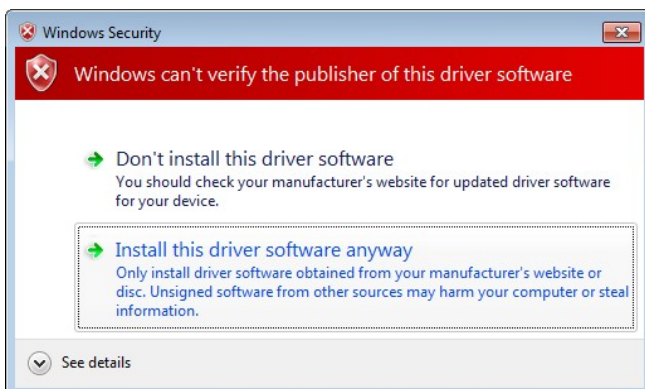 Windows Security
Windows can't verify the publisher of this driver software
Don't install this driver software
You should check your manufacturer's website for updated driver software
for your device.
Install this driver software anyway
Only install driver software obtained from your manufacturer's website or
disc. Unsigned software from other sources may harm your computer or steal
information.
See details